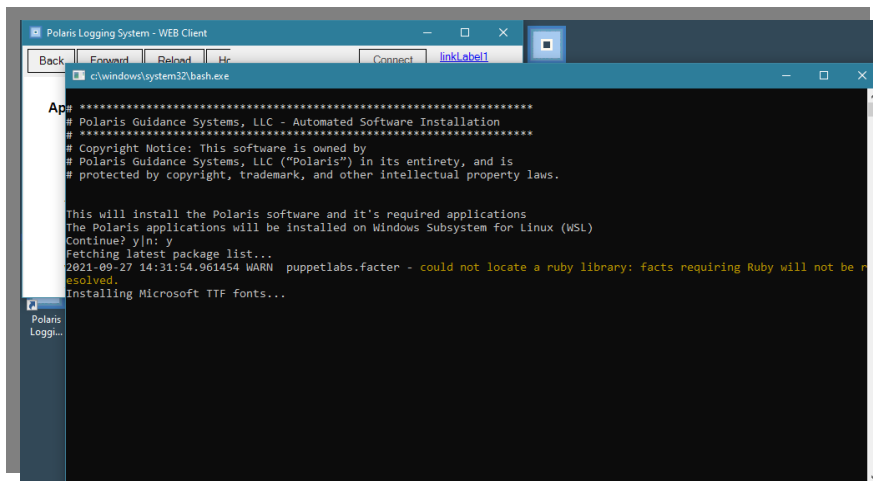 Polaris Logging System - WEB Client
Back Forward Reload
Connect linkLabel1
c:\windows\system32\bash.exe
Ap
# ********************************************************************
# Polaris Guidance Systems, LLC - Automated Software Installation
# ********************************************************************
# Copyright Notice: This software is owned by
# Polaris Guidance Systems, LLC (“Polaris”) in its entirety, and is
# protected by copyright, trademark, and other intellectual property laws.
This will install the Polaris software and it's required applications
The Polaris applications will be installed on Windows Subsystem for Linux (WSL)
Continue? y|n: y
Fetching latest package list...
2021-09-27 14:31:54.961454 WARN  puppetlabs.facter - could not locate a ruby library: facts requiring Ruby will not be r
esolved.
Installing Microsoft TTF fonts...
Polaris
Loggi...